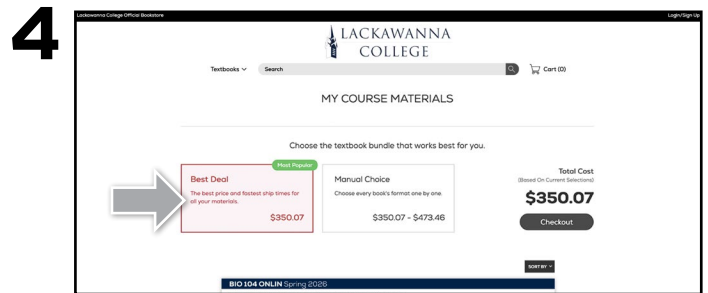 4
Lackawanna College Official Bookstore
Login/Sign Up
LACKAWANNA
COLLEGE
Textbooks
Search
Cart (0)
MY COURSE MATERIALS
Choose the textbook bundle that works best for you.
Most Popular
Best Deal
The best price and fastest ship times for
all your materials.
$350.07
Manual Choice
Choose every book's format one by one.
$350.07 - $473.46
Total Cost
(Based On Current Selections)
$350.07
Checkout
SORT BY
BIO 104 ONLIN Spring 2026